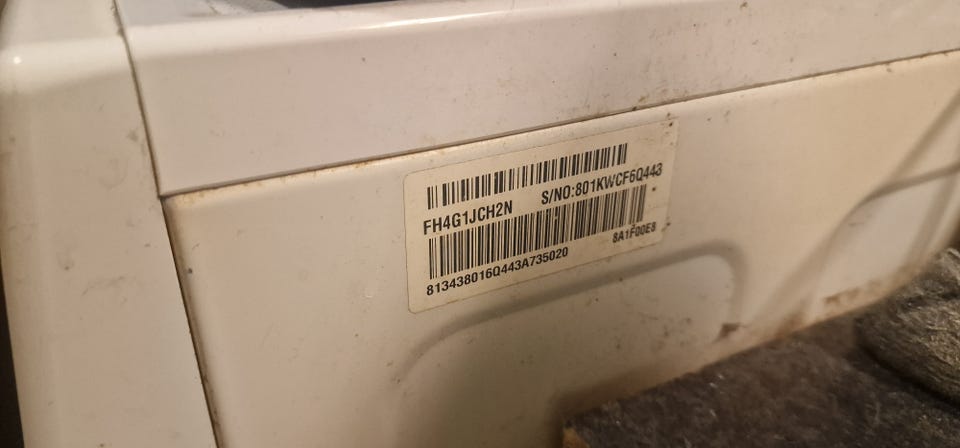 FH4G1JCH2N S/NO:801KWCF6Q443
813438016Q443A735020 8A1F00E8